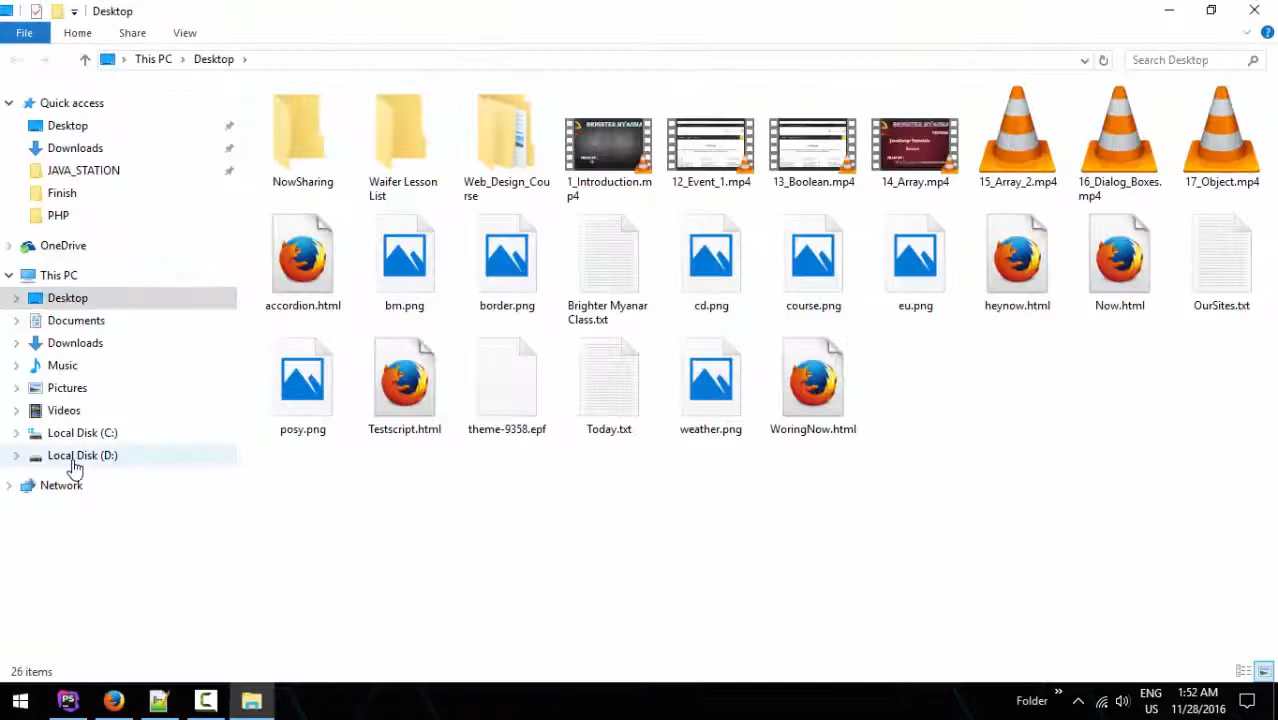 Desktop
File Home Share View
This PC Desktop
Search Desktop
Quick access
Desktop
Downloads
JAVA_STATION
Finish
PHP
OneDrive
This PC
Desktop
Documents
Downloads
Music
Pictures
Videos
Local Disk (C:)
Local Disk (D:)
Network
NowSharing
Waifer Lesson
List
Web_Design_Cou
rse
1_Introduction.m
p4
12_Event_1.mp4
13_Boolean.mp4
14_Array.mp4
15_Array_2.mp4
16_Dialog_Boxes.
mp4
17_Object.mp4
accordion.html
bm.png
border.png
Brighter Myanar
Class.txt
cd.png
course.png
eu.png
heynow.html
Now.html
OurSites.txt
posy.png
Testscript.html
theme-9358.epf
Today.txt
weather.png
WoringNow.html
26 items
PS
Folder
ENG
US
1:52 AM
11/28/2016